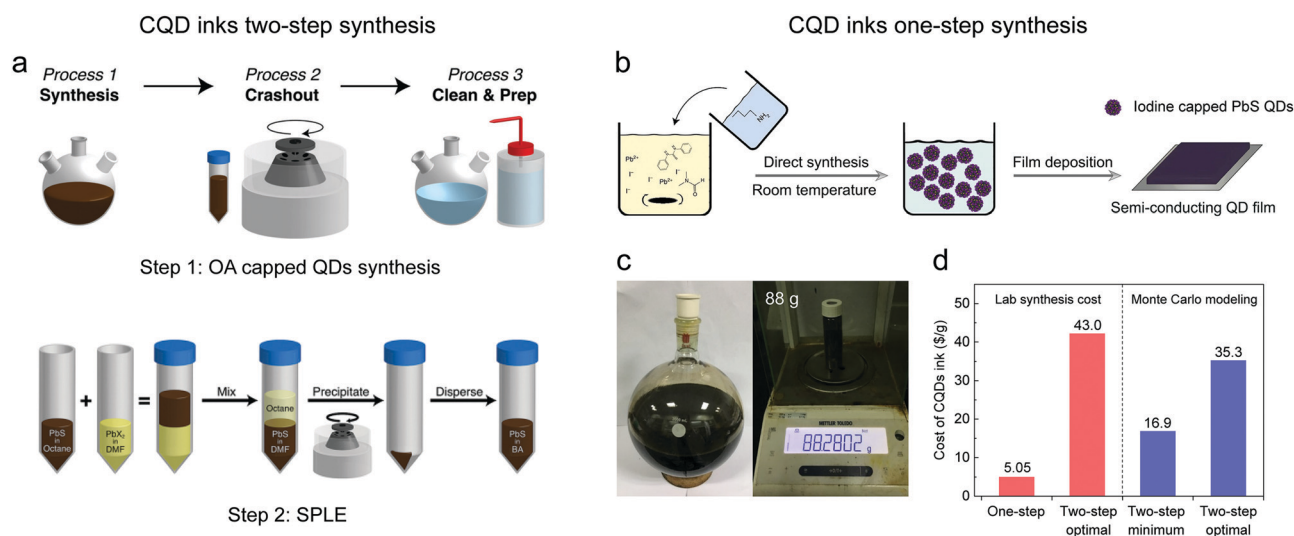 CQD inks two-step synthesis
a
Process 1
Synthesis
Process 2
Crashout
Process 3
Clean & Prep
Step 1: OA capped QDs synthesis
PbS
in
Octane
+
PbX₂
in
DMF
=
Mix
Octane
PbS
in
DMF
Precipitate
Disperse
PbS
in
BA
Step 2: SPLE
CQD inks one-step synthesis
b
NH₂
Pb²⁺
I⁻
I⁻
I⁻
Pb²⁺
I⁻
H
Direct synthesis
Room temperature
Iodine capped PbS QDs
Film deposition
Semi-conducting QD film
c
88 g
METTLER TOLEDO
88.2802 g
d
Cost of CQDs ink ($/g)
50
40
30
20
10
0
Lab synthesis cost
Monte Carlo modeling
5.05
43.0
16.9
35.3
One-step
Two-step
optimal
Two-step
minimum
Two-step
optimal